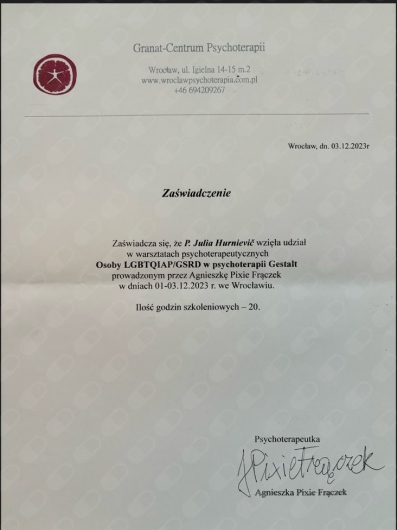 Granat-Centrum Psychoterapii
Wrocław, ul. Igielna 14-15 m.2
www.wroclawpsychoterapia.com.pl
+46 694209267
Wrocław, dn. 03.12.2023r
Zaświadczenie
Zaświadcza się, że P. Julia Hurnievič wzięła udział
w warsztatach psychoterapeutycznych
Osoby LGBTQIAP/GSRD w psychoterapii Gestalt
prowadzonym przez Agnieszkę Pixie Frączek
w dniach 01-03.12.2023 r. we Wrocławiu.
Ilość godzin szkoleniowych – 20.
Psychoterapeutka
APixieFrączek
Agnieszka Pixie Frączek